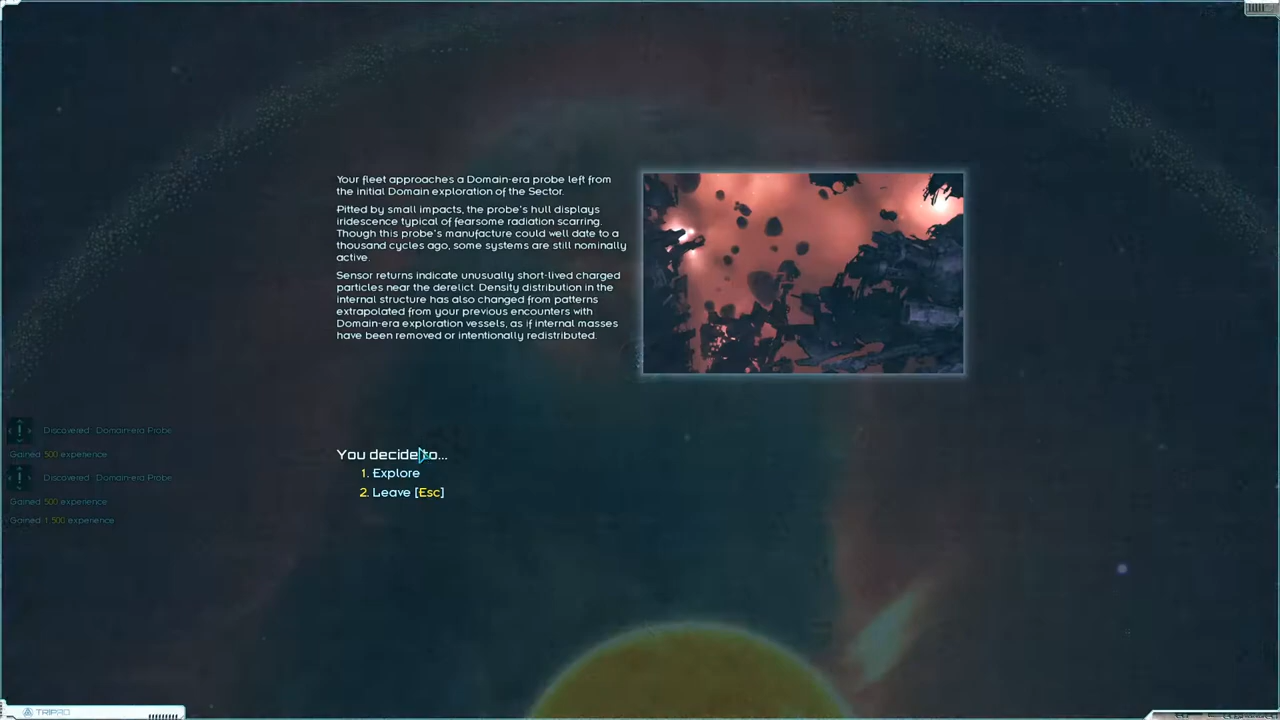 Your fleet approaches a Domain-era probe left from
the initial Domain exploration of the Sector.
Pitted by small impacts, the probe's hull displays
iridescence typical of fearsome radiation scarring.
Though this probe's manufacture could well date to a
thousand cycles ago, some systems are still nominally
active.
Sensor returns indicate unusually short-lived charged
particles near the derelict. Density distribution in the
internal structure has also changed from patterns
extrapolated from your previous encounters with
Domain-era exploration vessels, as if internal masses
have been removed or intentionally redistributed.
Discovered: Domain-era Probe
Gained 500 experience
Discovered: Domain-era Probe
Gained 500 experience
Gained 1,500 experience
You decide to...
1. Explore
2. Leave [Esc]
TRIPAD